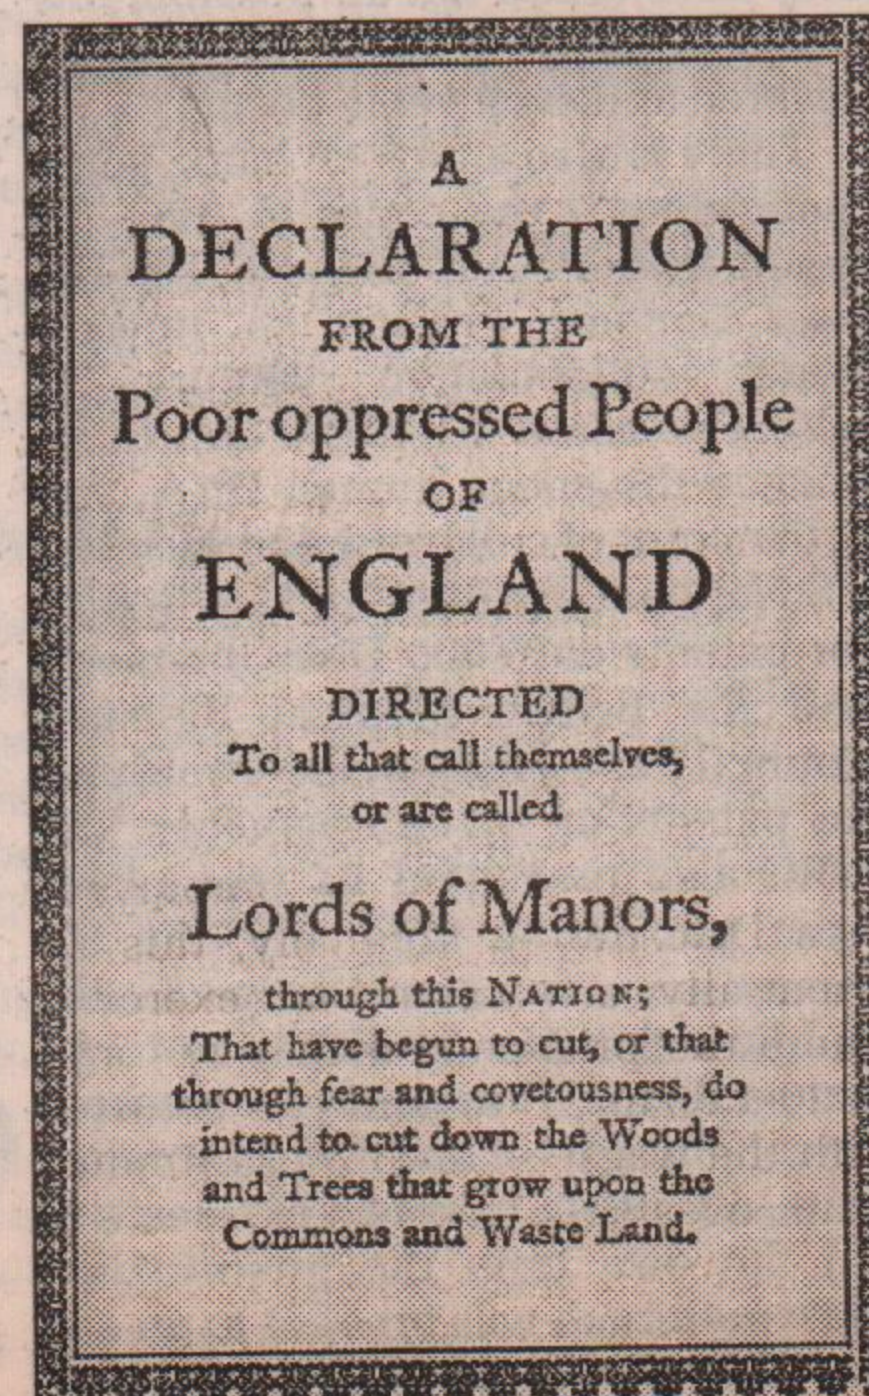 A
DECLARATION
FROM THE
Poor oppressed People
OF
ENGLAND
DIRECTED
To all that call themselves,
or are called
Lords of Manors,
through this NATION;
That have begun to cut, or that
through fear and covetousness, do
intend to cut down the Woods
and Trees that grow upon the
Commons and Waste Land.